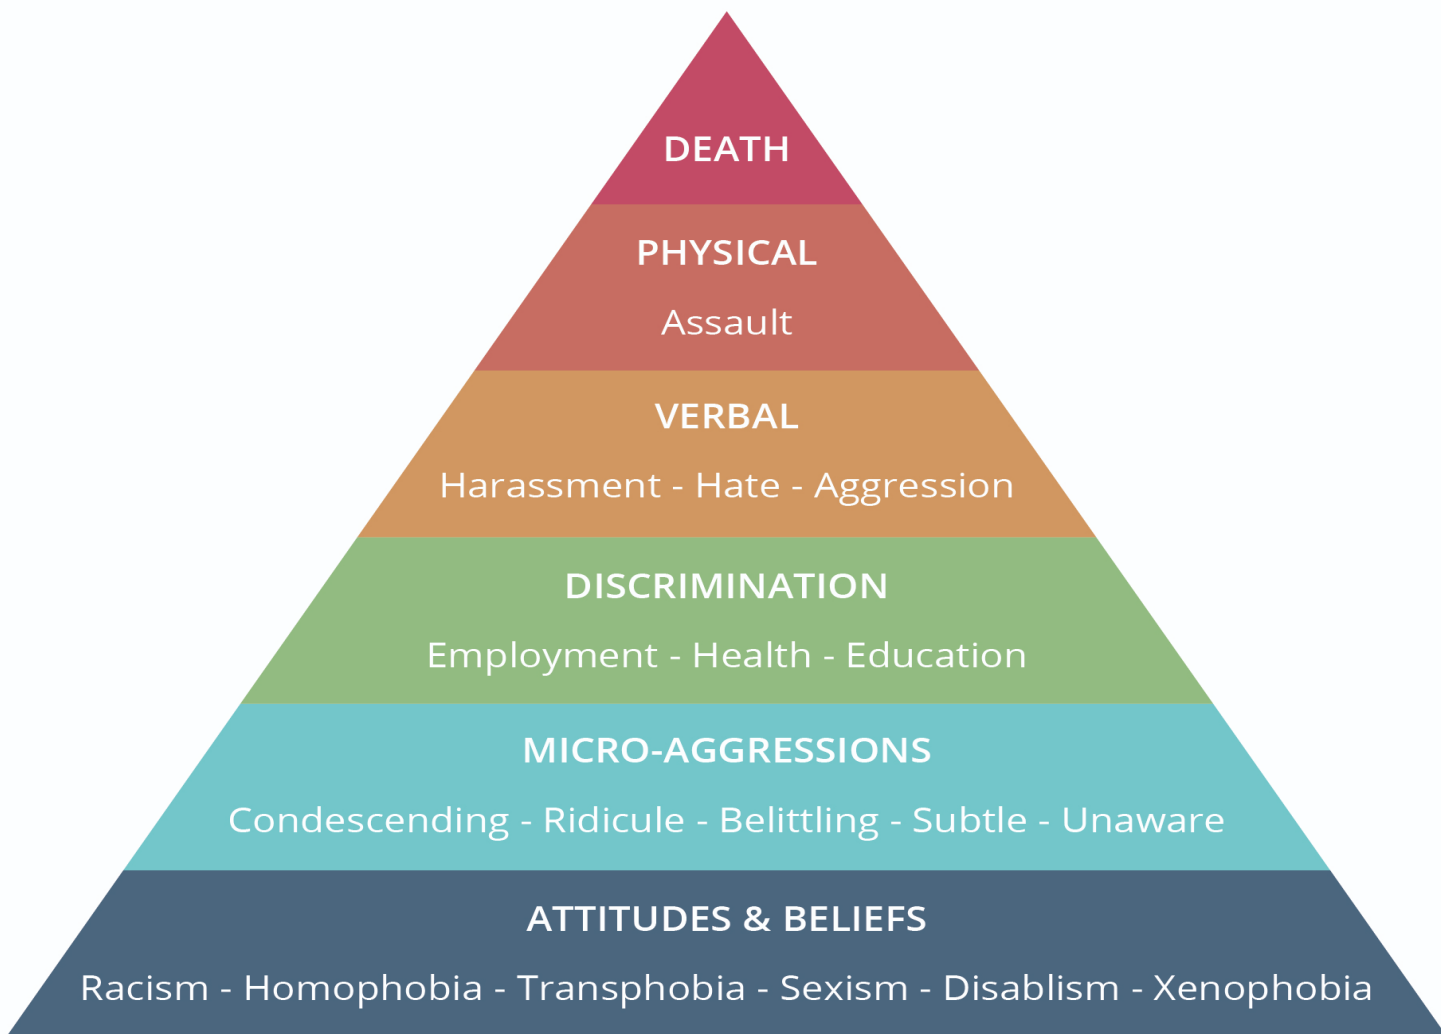 DEATH
PHYSICAL
Assault
VERBAL
Harassment - Hate - Aggression
DISCRIMINATION
Employment - Health - Education
MICRO-AGGRESSIONS
Condescending - Ridicule - Belittling - Subtle - Unaware
ATTITUDES & BELIEFS
Racism - Homophobia - Transphobia - Sexism - Disablism - Xenophobia